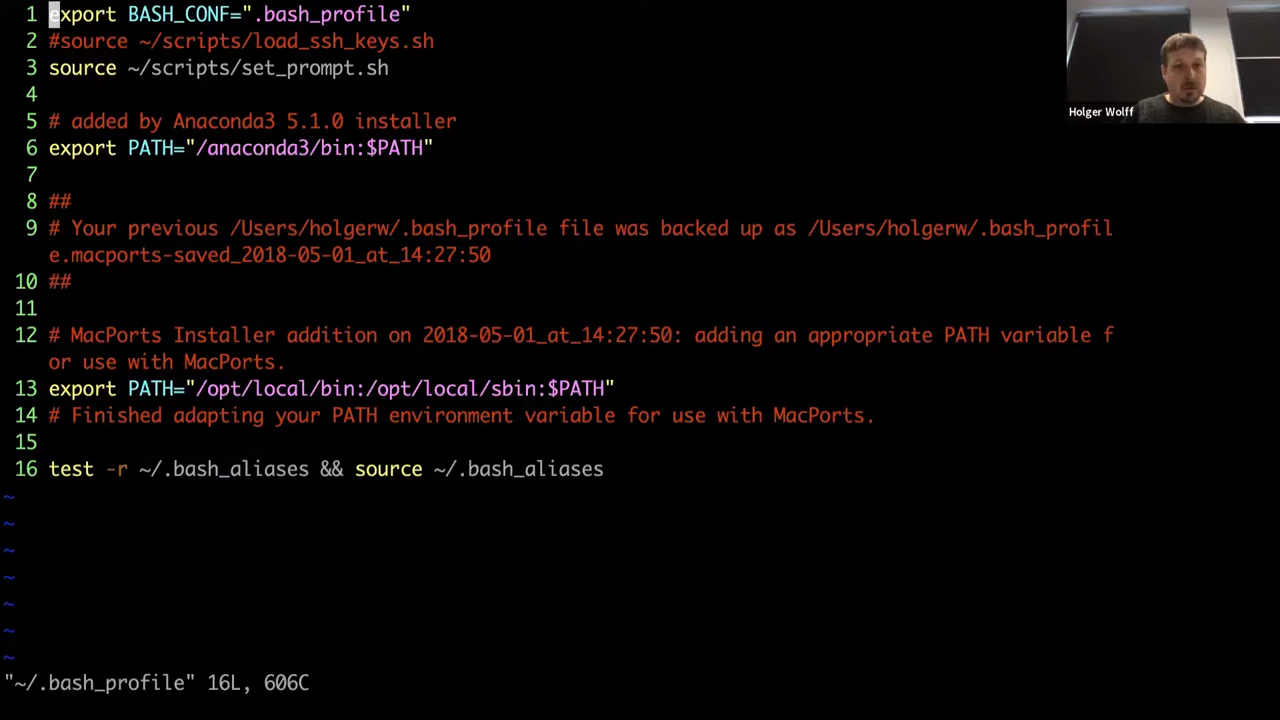 1 export BASH_CONF=".bash_profile"
2 #source ~/scripts/load_ssh_keys.sh
3 source ~/scripts/set_prompt.sh
4
5 # added by Anaconda3 5.1.0 installer
6 export PATH="/anaconda3/bin:$PATH"
7
8 ##
9 # Your previous /Users/holgerw/.bash_profile file was backed up as /Users/holgerw/.bash_profil
e.macports-saved_2018-05-01_at_14:27:50
10 ##
11
12 # MacPorts Installer addition on 2018-05-01_at_14:27:50: adding an appropriate PATH variable f
or use with MacPorts.
13 export PATH="/opt/local/bin:/opt/local/sbin:$PATH"
14 # Finished adapting your PATH environment variable for use with MacPorts.
15
16 test -r ~/.bash_aliases && source ~/.bash_aliases
~
~
~
~
~
~
~
"~/.bash_profile" 16L, 606C
Holger Wolff